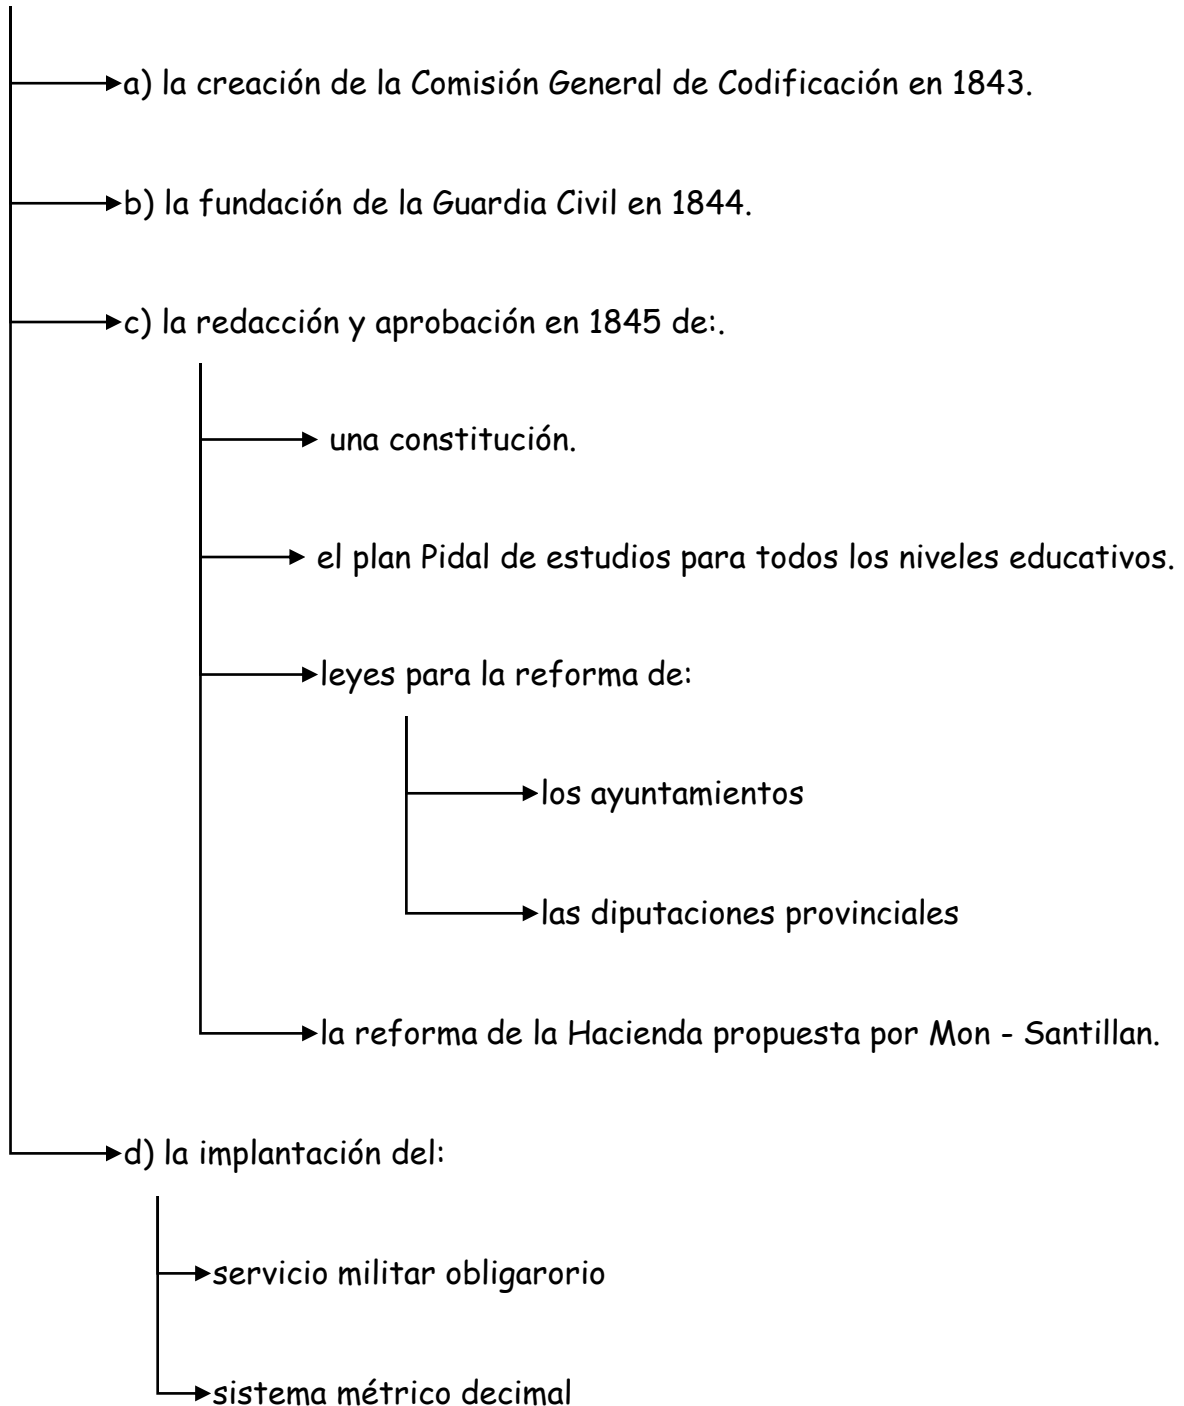 a) la creación de la Comisión General de Codificación en 1843.
b) la fundación de la Guardia Civil en 1844.
c) la redacción y aprobación en 1845 de:.
una constitución.
el plan Pidal de estudios para todos los niveles educativos.
leyes para la reforma de:
los ayuntamientos
las diputaciones provinciales
la reforma de la Hacienda propuesta por Mon - Santillan.
d) la implantación del:
servicio militar obligarorio
sistema métrico decimal